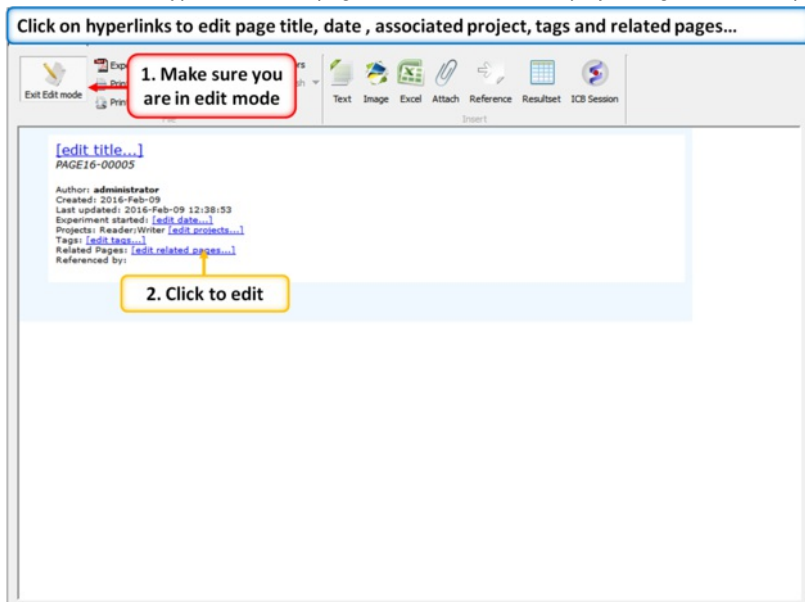 Click on hyperlinks to edit page title, date , associated project, tags and related pages...
Exit Edit mode
1. Make sure you
are in edit mode
Text Image Excel Attach Reference Resultset ICB Session
Insert
[edit title...]
PAGE16-00005
Author: administrator
Created: 2016-Feb-09
Last updated: 2016-Feb-09 12:38:53
Experiment started: [edit date...]
Projects: Reader;Writer [edit projects...]
Tags: [edit tags...]
Related Pages: [edit related pages...]
Referenced by:
2. Click to edit